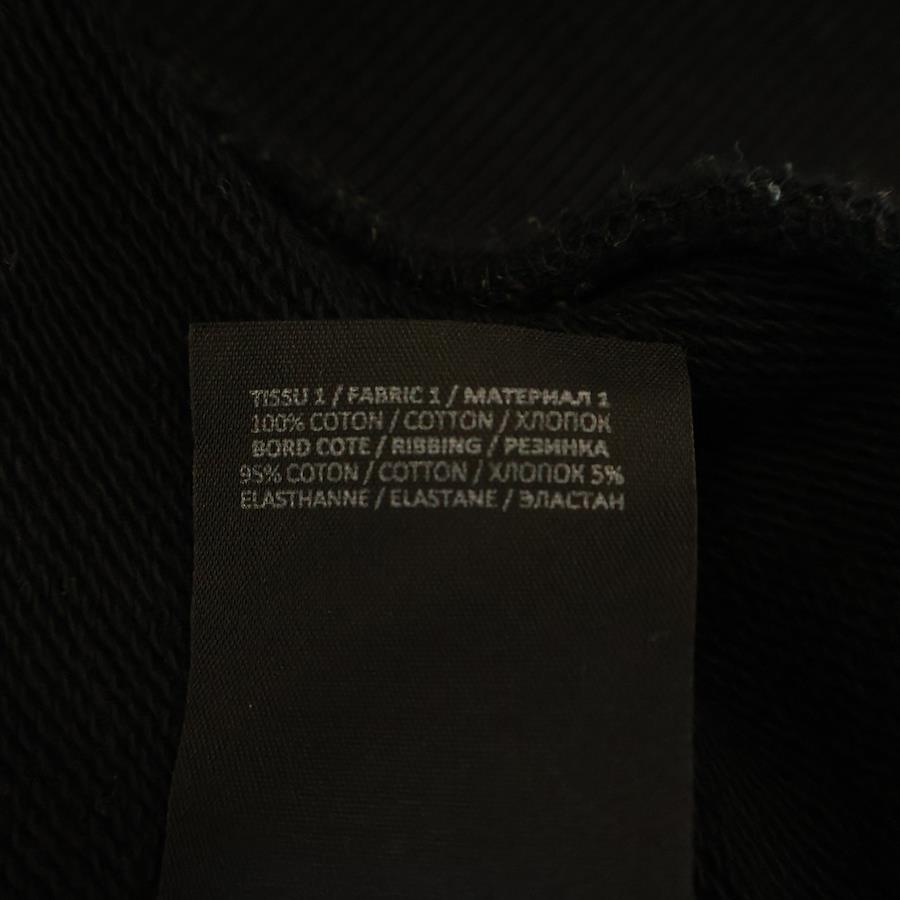 TISSU 1 / FABRIC 1 / МАТЕРИАЛ 1
100% COTON / COTTON / ХЛОПОК
BORD COTE / RIBBING / РЕЗИНКА
95% COTON / COTTON / ХЛОПОК 5%
ELASTHANNE / ELASTANE / ЭЛАСТАН